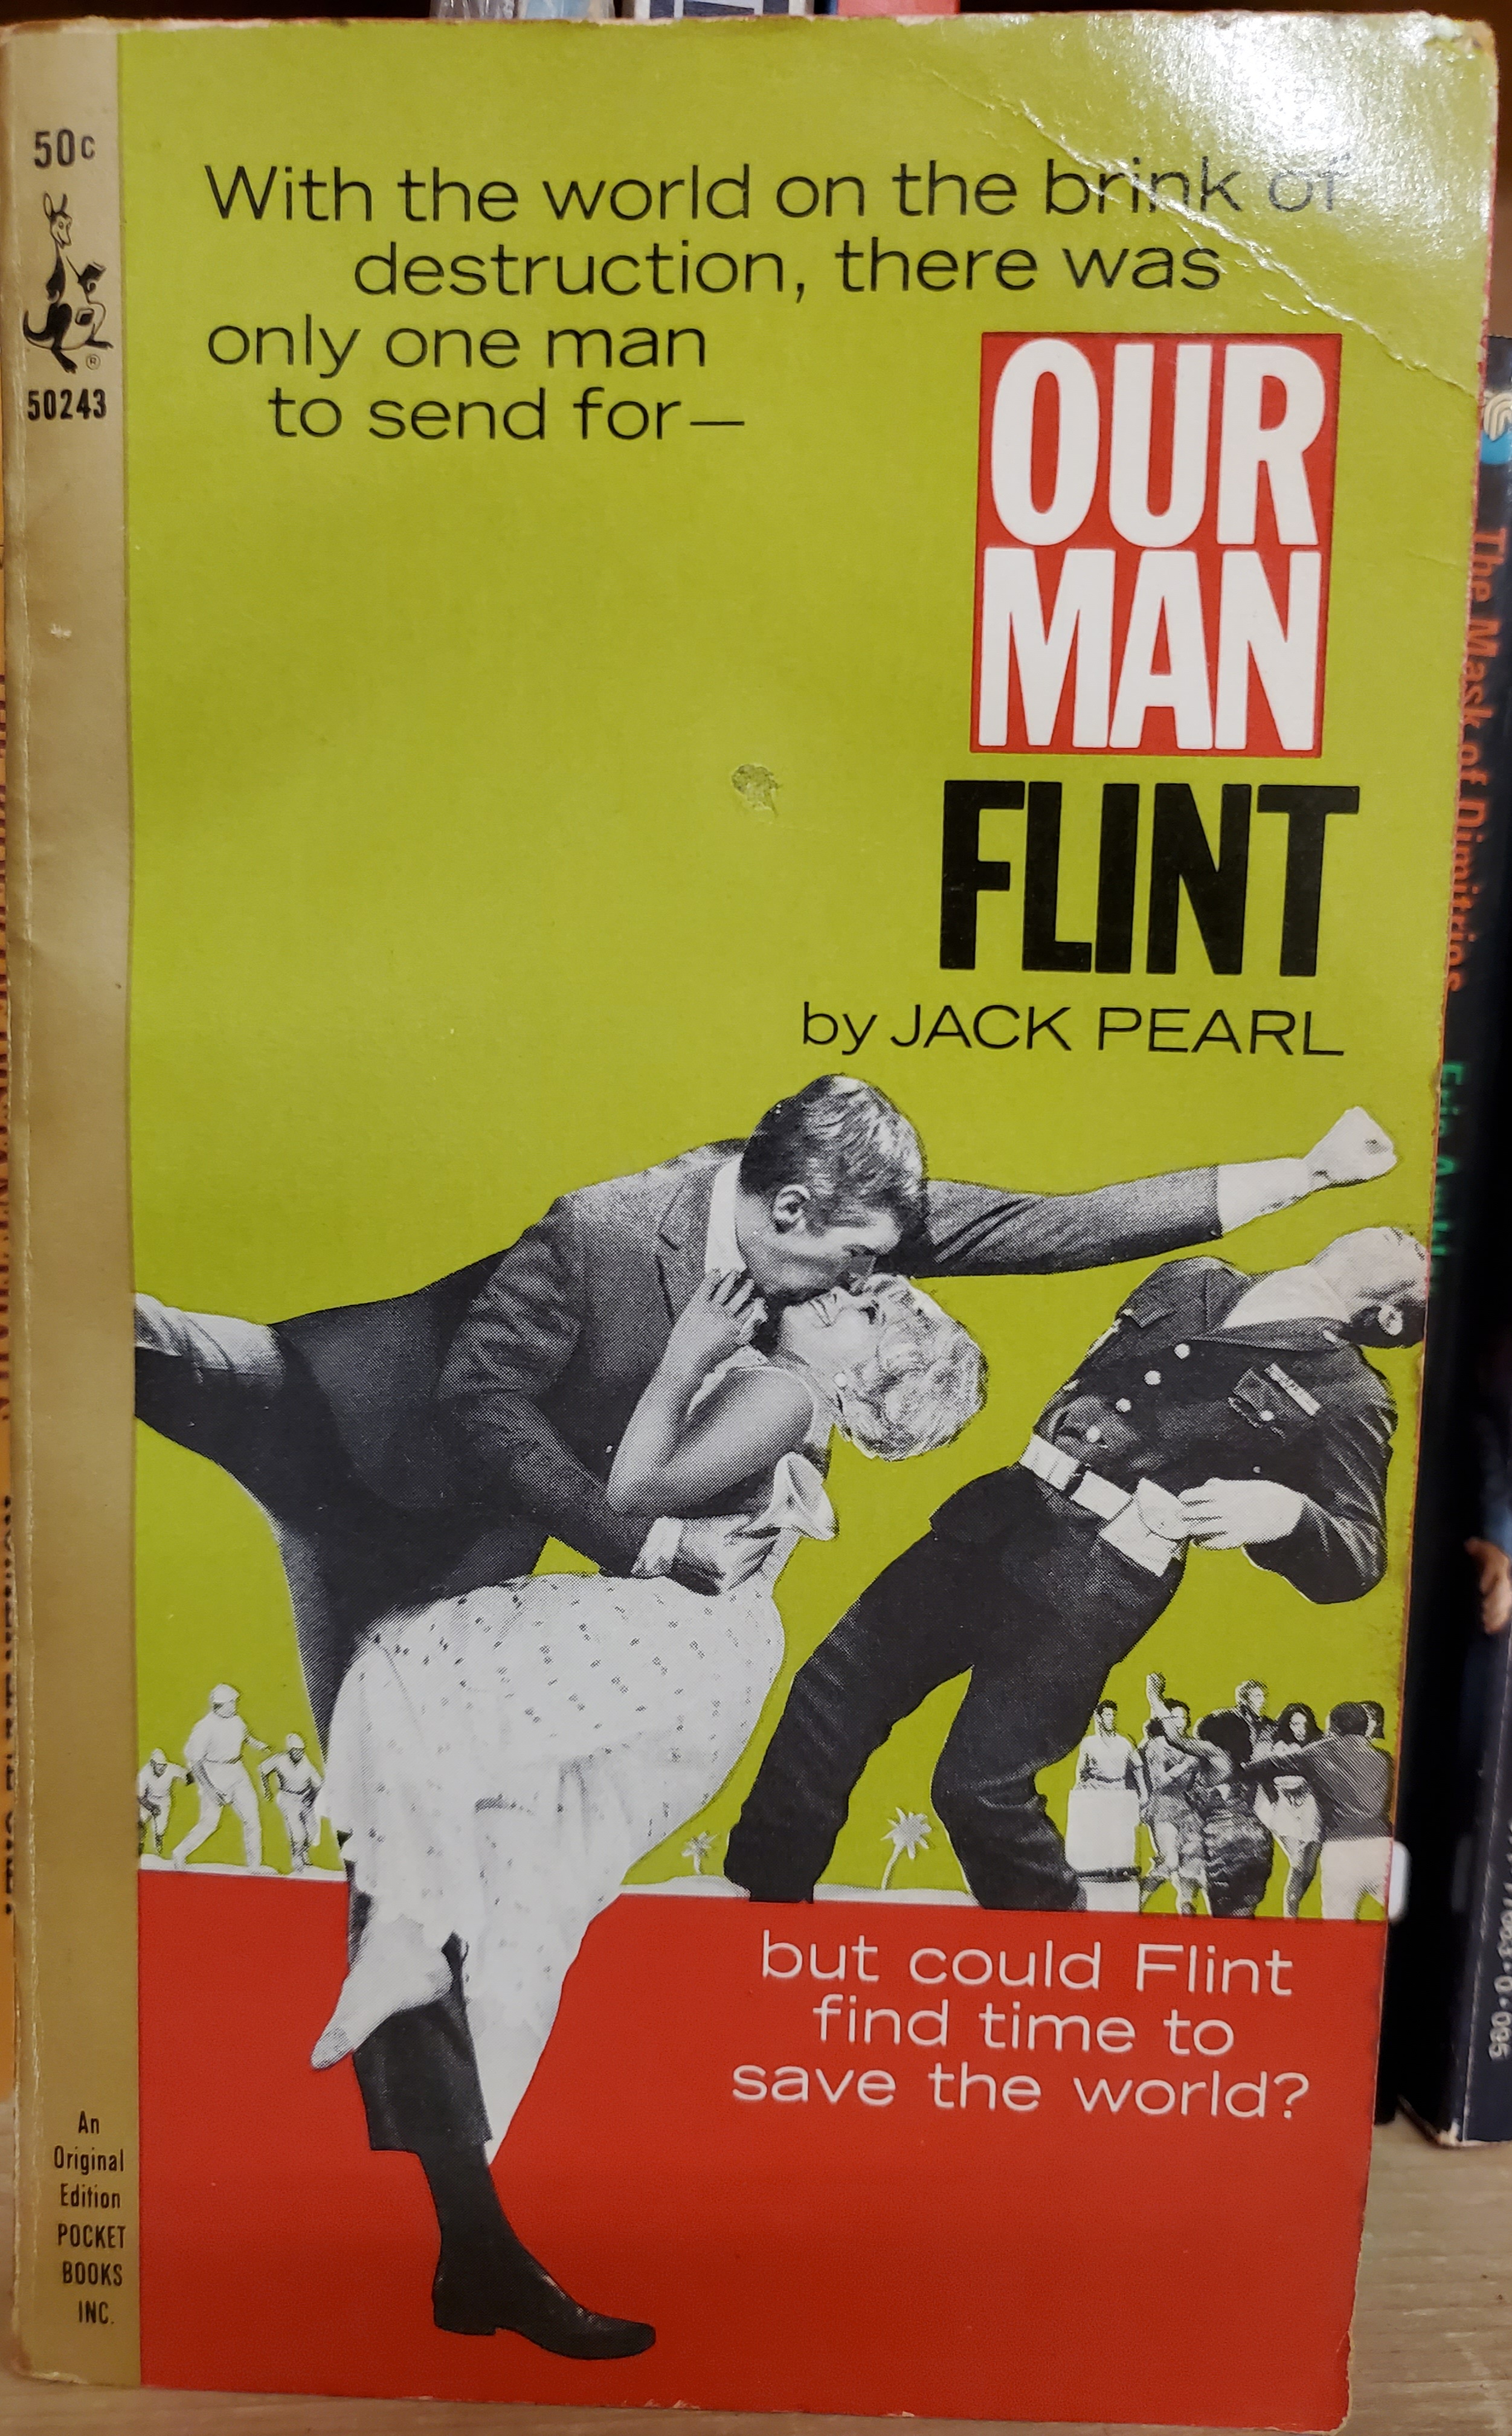 50c
®
50243
With the world on the brink of
destruction, there was
only one man
to send for—
OUR
MAN
FLINT
by JACK PEARL
but could Flint
find time to
save the world?
An
Original
Edition
POCKET
BOOKS
INC.
The Mask of Dimitrios
Eric